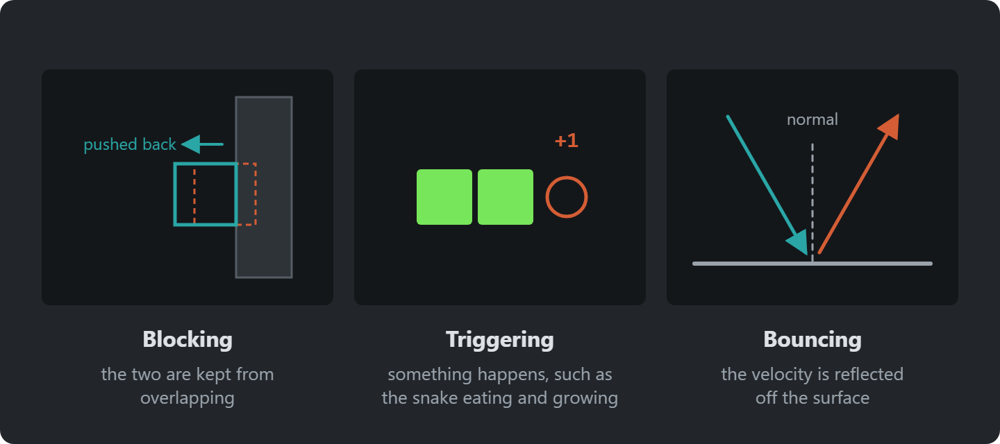 pushed back
+1
normal
Blocking
the two are kept from
overlapping
Triggering
something happens, such as
the snake eating and growing
Bouncing
the velocity is reflected
off the surface